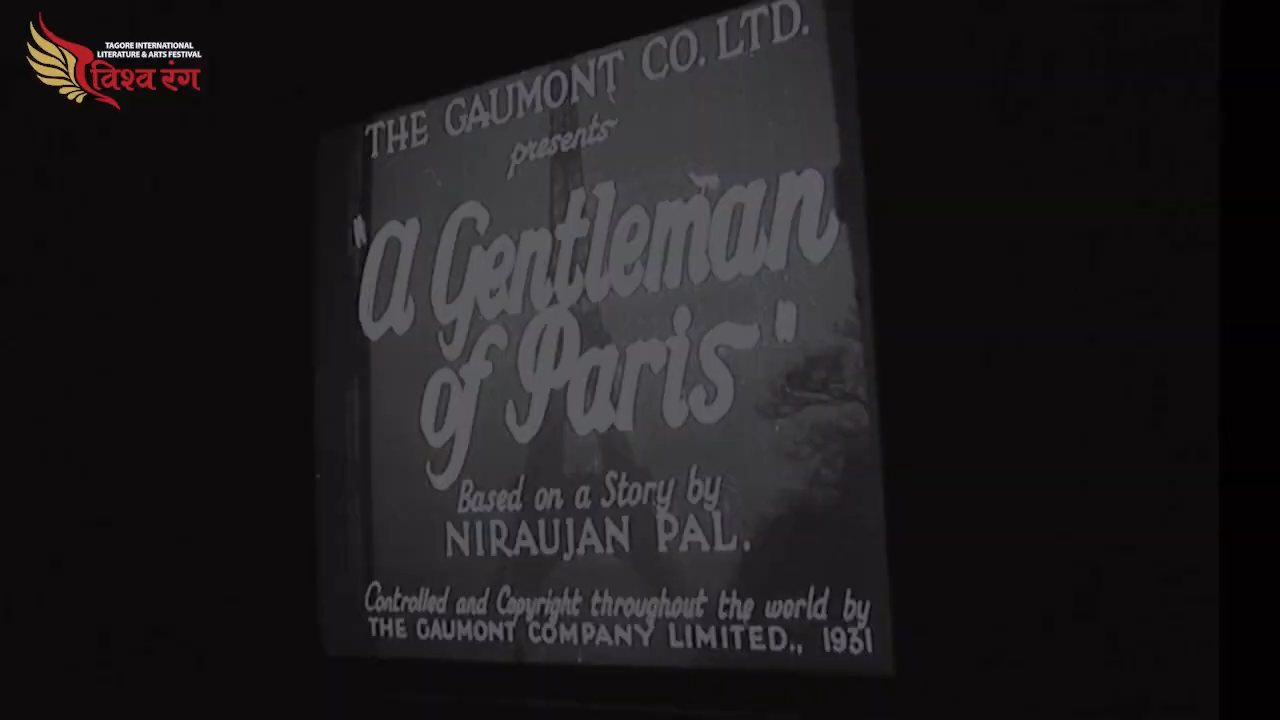 TAGORE INTERNATIONAL
LITERATURE & ARTS FESTIVAL
विश्व रंग
THE GAUMONT CO. LTD.
presents
"A Gentleman
of Paris"
Based on a Story by
NIRAUJAN PAL.
Controlled and Copyright throughout the world by
THE GAUMONT COMPANY LIMITED., 1931